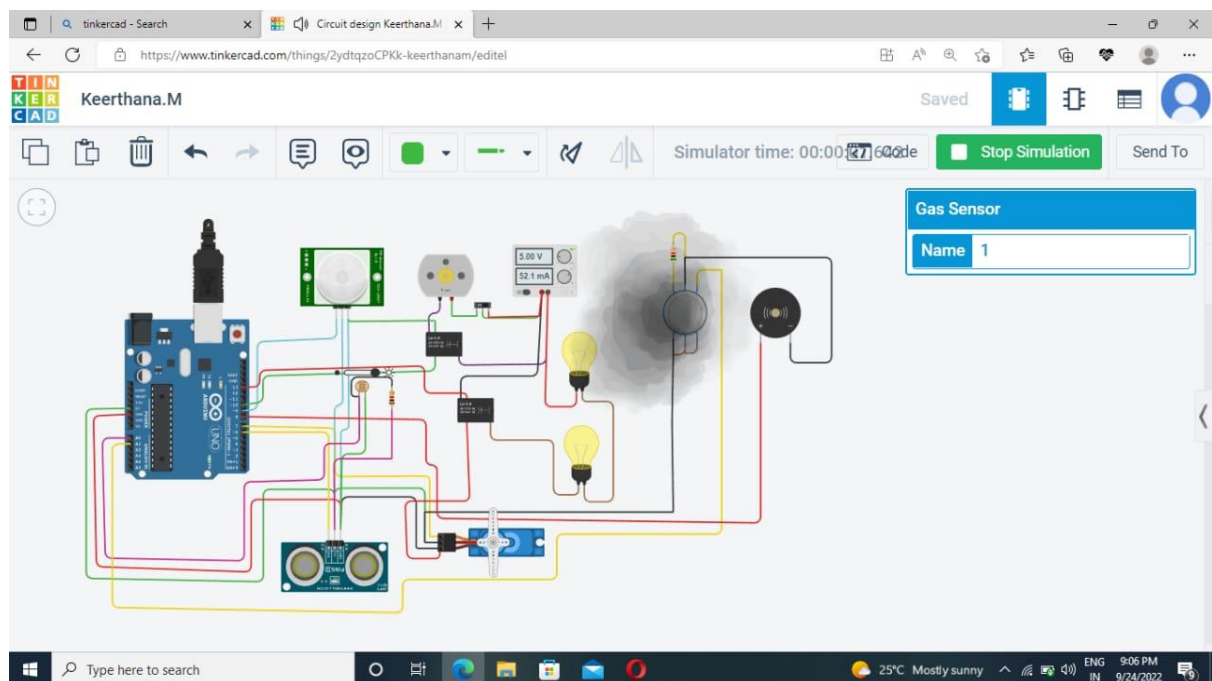 tinkercad - Search
Circuit design Keerthana.M
https://www.tinkercad.com/things/2ydtqzoCPKk-keerthanam/editel
TIN
KER
CAD
Keerthana.M
Saved
Simulator time: 00:00:
Code
Stop Simulation
Send To
Gas Sensor
Name 1
5.00 V
52.1 mA
ARDUINO
UNO
Type here to search
25°C Mostly sunny
ENG
IN
9:06 PM
9/24/2022